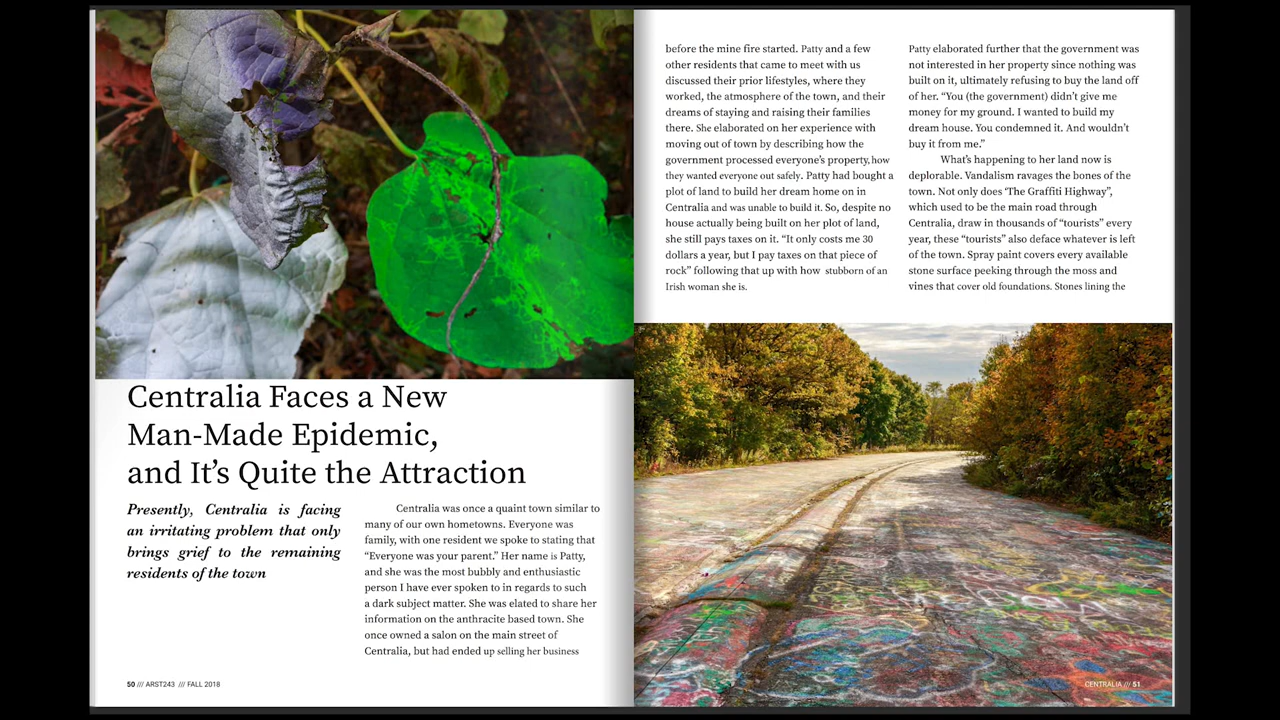 Centralia Faces a New
Man-Made Epidemic,
and It’s Quite the Attraction
Presently, Centralia is facing
an irritating problem that only
brings grief to the remaining
residents of the town
Centralia was once a quaint town similar to
many of our own hometowns. Everyone was
family, with one resident we spoke to stating that
“Everyone was your parent.” Her name is Patty,
and she was the most bubbly and enthusiastic
person I have ever spoken to in regards to such
a dark subject matter. She was elated to share her
information on the anthracite based town. She
once owned a salon on the main street of
Centralia, but had ended up selling her business
50 /// ARST243 /// FALL 2018
before the mine fire started. Patty and a few
other residents that came to meet with us
discussed their prior lifestyles, where they
worked, the atmosphere of the town, and their
dreams of staying and raising their families
there. She elaborated on her experience with
moving out of town by describing how the
government processed everyone’s property, how
they wanted everyone out safely. Patty had bought a
plot of land to build her dream home on in
Centralia and was unable to build it. So, despite no
house actually being built on her plot of land,
she still pays taxes on it. “It only costs me 30
dollars a year, but I pay taxes on that piece of
rock” following that up with how stubborn of an
Irish woman she is.
Patty elaborated further that the government was
not interested in her property since nothing was
built on it, ultimately refusing to buy the land off
of her. “You (the government) didn’t give me
money for my ground. I wanted to build my
dream house. You condemned it. And wouldn’t
buy it from me.”
What’s happening to her land now is
deplorable. Vandalism ravages the bones of the
town. Not only does ‘The Graffiti Highway”,
which used to be the main road through
Centralia, draw in thousands of “tourists” every
year, these “tourists” also deface whatever is left
of the town. Spray paint covers every available
stone surface peeking through the moss and
vines that cover old foundations. Stones lining the
CENTRALIA /// 51